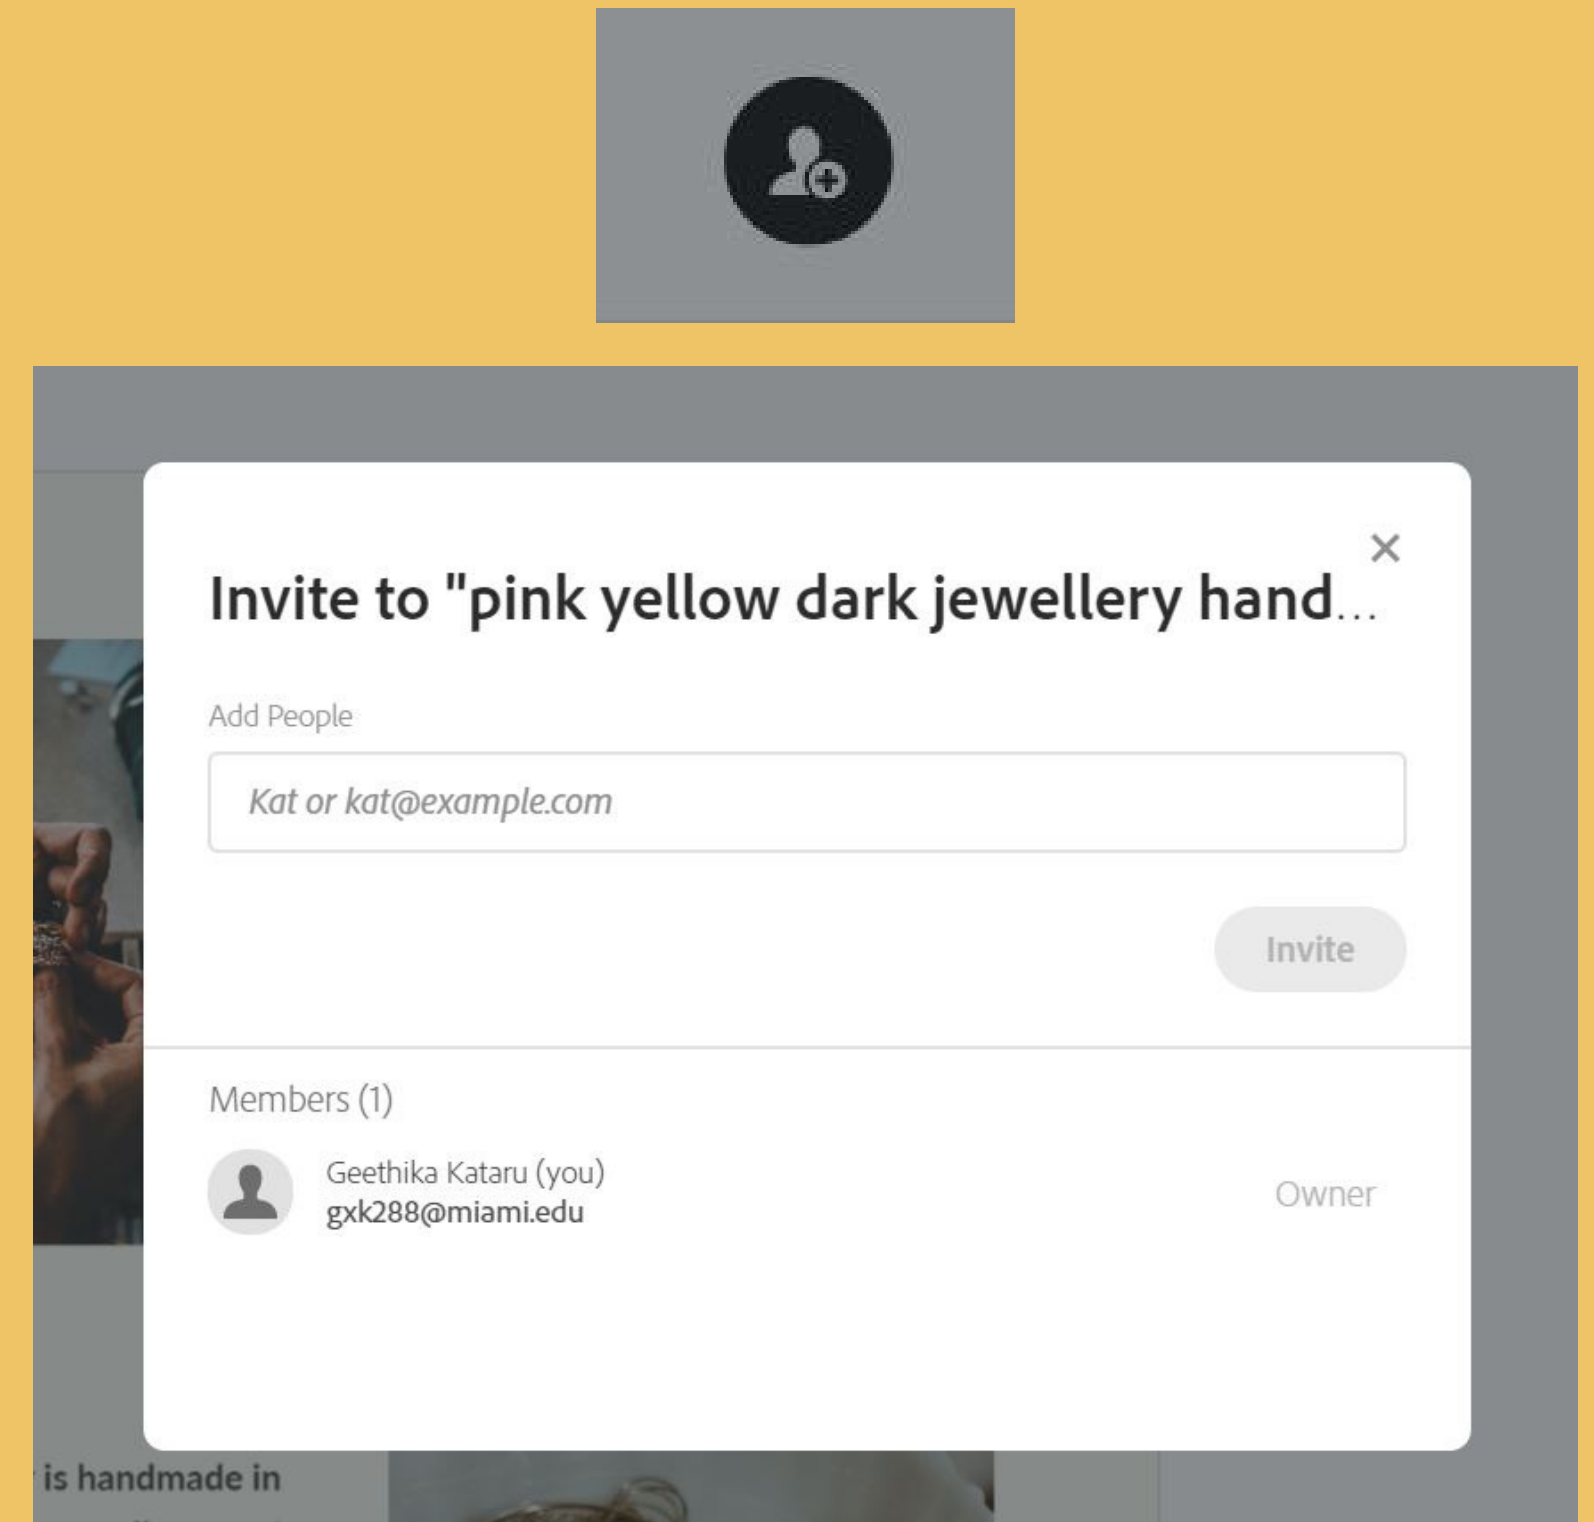 Invite to "pink yellow dark jewellery hand...
Add People
Kat or kat@example.com
Invite
Members (1)
Geethika Kataru (you)
gxk288@miami.edu
Owner
is handmade in